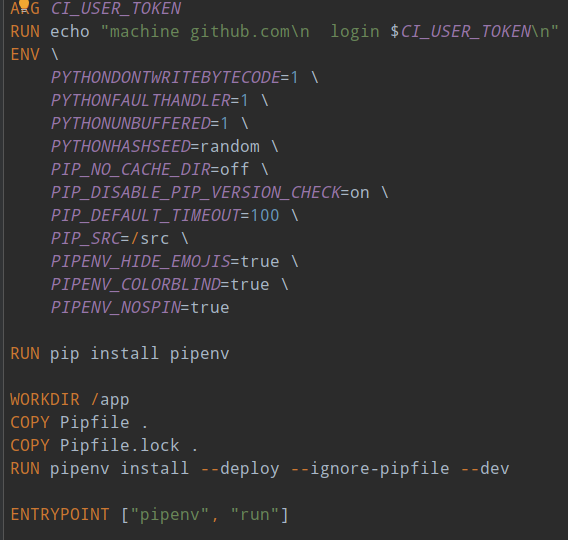 ARG CI_USER_TOKEN
RUN echo "machine github.com\n  login $CI_USER_TOKEN\n"
ENV \
    PYTHONDONTWRITEBYTECODE=1 \
    PYTHONFAULTHANDLER=1 \
    PYTHONUNBUFFERED=1 \
    PYTHONHASHSEED=random \
    PIP_NO_CACHE_DIR=off \
    PIP_DISABLE_PIP_VERSION_CHECK=on \
    PIP_DEFAULT_TIMEOUT=100 \
    PIP_SRC=/src \
    PIPENV_HIDE_EMOJIS=true \
    PIPENV_COLORBLIND=true \
    PIPENV_NOSPIN=true
RUN pip install pipenv
WORKDIR /app
COPY Pipfile .
COPY Pipfile.lock .
RUN pipenv install --deploy --ignore-pipfile --dev
ENTRYPOINT ["pipenv", "run"]